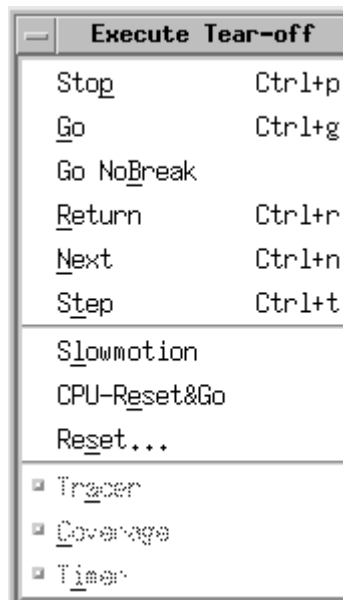 Execute Tear-off
Stop Ctrl+p
Go Ctrl+g
Go NoBreak
Return Ctrl+r
Next Ctrl+n
Step Ctrl+t
Slowmotion
CPU-Reset&Go
Reset...
Tracer
Coverage
Timer